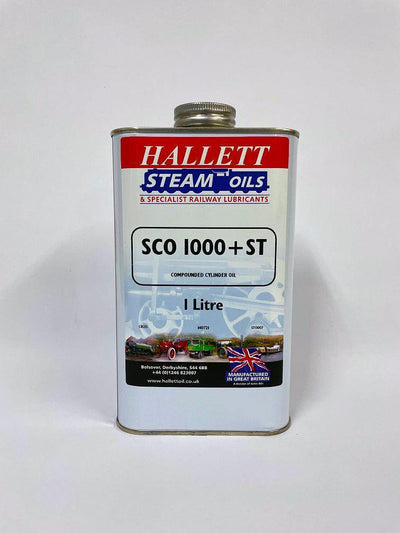 HALLETT
STEAM OILS
& SPECIALIST RAILWAY LUBRICANTS
SCO 1000+ST
COMPOUNDED CYLINDER OIL
1 Litre
Bolsover, Derbyshire, S44 6BB
+44 (0)1246 823007
www.hallettoil.co.uk
MANUFACTURED
IN GREAT BRITAIN